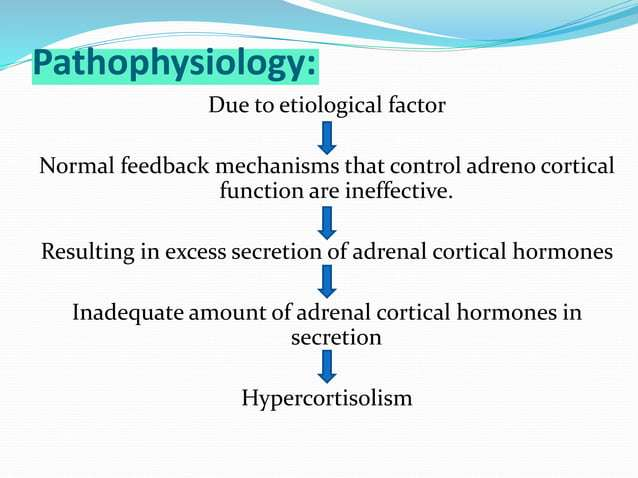 Pathophysiology:
Due to etiological factor
Normal feedback mechanisms that control adreno cortical
function are ineffective.
Resulting in excess secretion of adrenal cortical hormones
Inadequate amount of adrenal cortical hormones in
secretion
Hypercortisolism